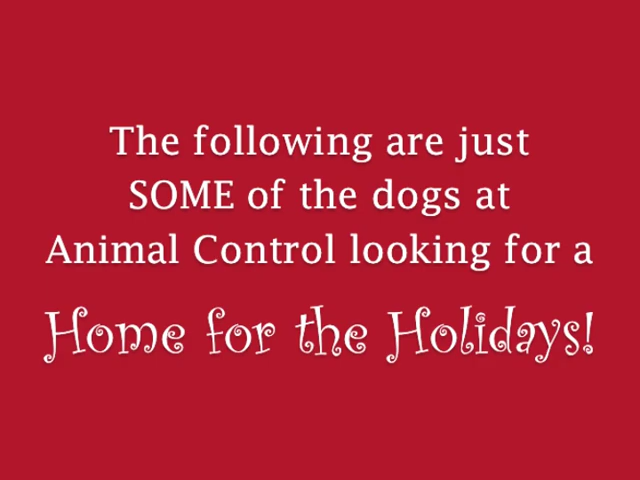 The following are just
SOME of the dogs at
Animal Control looking for a
Home for the Holidays!